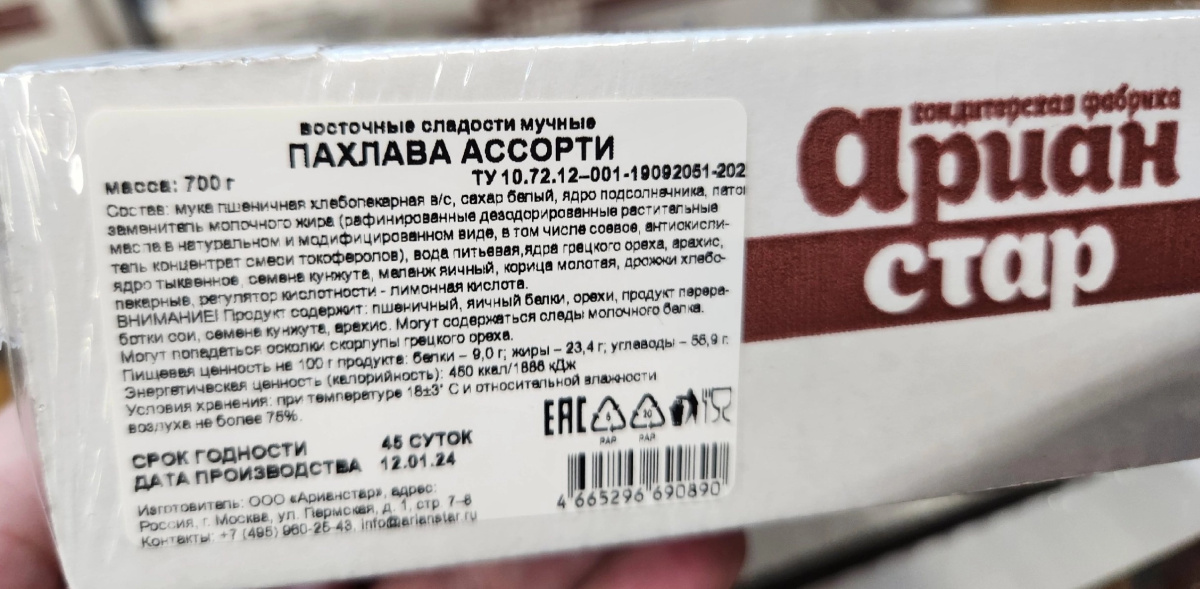 восточные сладости мучные
ПАХЛАВА АССОРТИ
масса: 700 г
ТУ 10.72.12–001-19092051-202
Состав: мука пшеничная хлебопекарная в/с, сахар белый, ядро подсолнечника, пато
заменитель молочного жира (рафинированные дезодорированные растительные
масла в натуральном и модифицированном виде, в том числе соевое, антиокисли-
тель концентрат смеси токоферолов), вода питьевая,ядра грецкого ореха, арахис,
ядро тыквенное, семена кунжута, меланж яичный, корица молотая, дрожжи хлебо-
пекарные, регулятор кислотности - лимонная кислота.
ВНИМАНИЕ! Продукт содержит: пшеничный, яичный белки, орехи, продукт перера-
ботки сои, семена кунжута, арахис. Могут содержаться следы молочного белка.
Могут попадаться осколки скорлупы грецкого ореха.
Пищевая ценность на 100 г продукта: белки – 9,0 г; жиры – 23,4 г; углеводы – 55,9 г.
Энергетическая ценность (калорийность): 450 ккал/1886 кДж
Условия хранения: при температуре 18±3° С и относительной влажности
воздуха не более 75%.
СРОК ГОДНОСТИ 45 СУТОК
ДАТА ПРОИЗВОДСТВА 12.01.24
Изготовитель: ООО «Арианстар», адрес:
Россия, г. Москва, ул. Пермская, д. 1, стр. 7–8
Контакты: +7 (495) 960-25-43, info@arianstar.ru
EAC
5
20
PAP
PAP
4 665296 690890
кондитерская фабрика
Ариан
стар